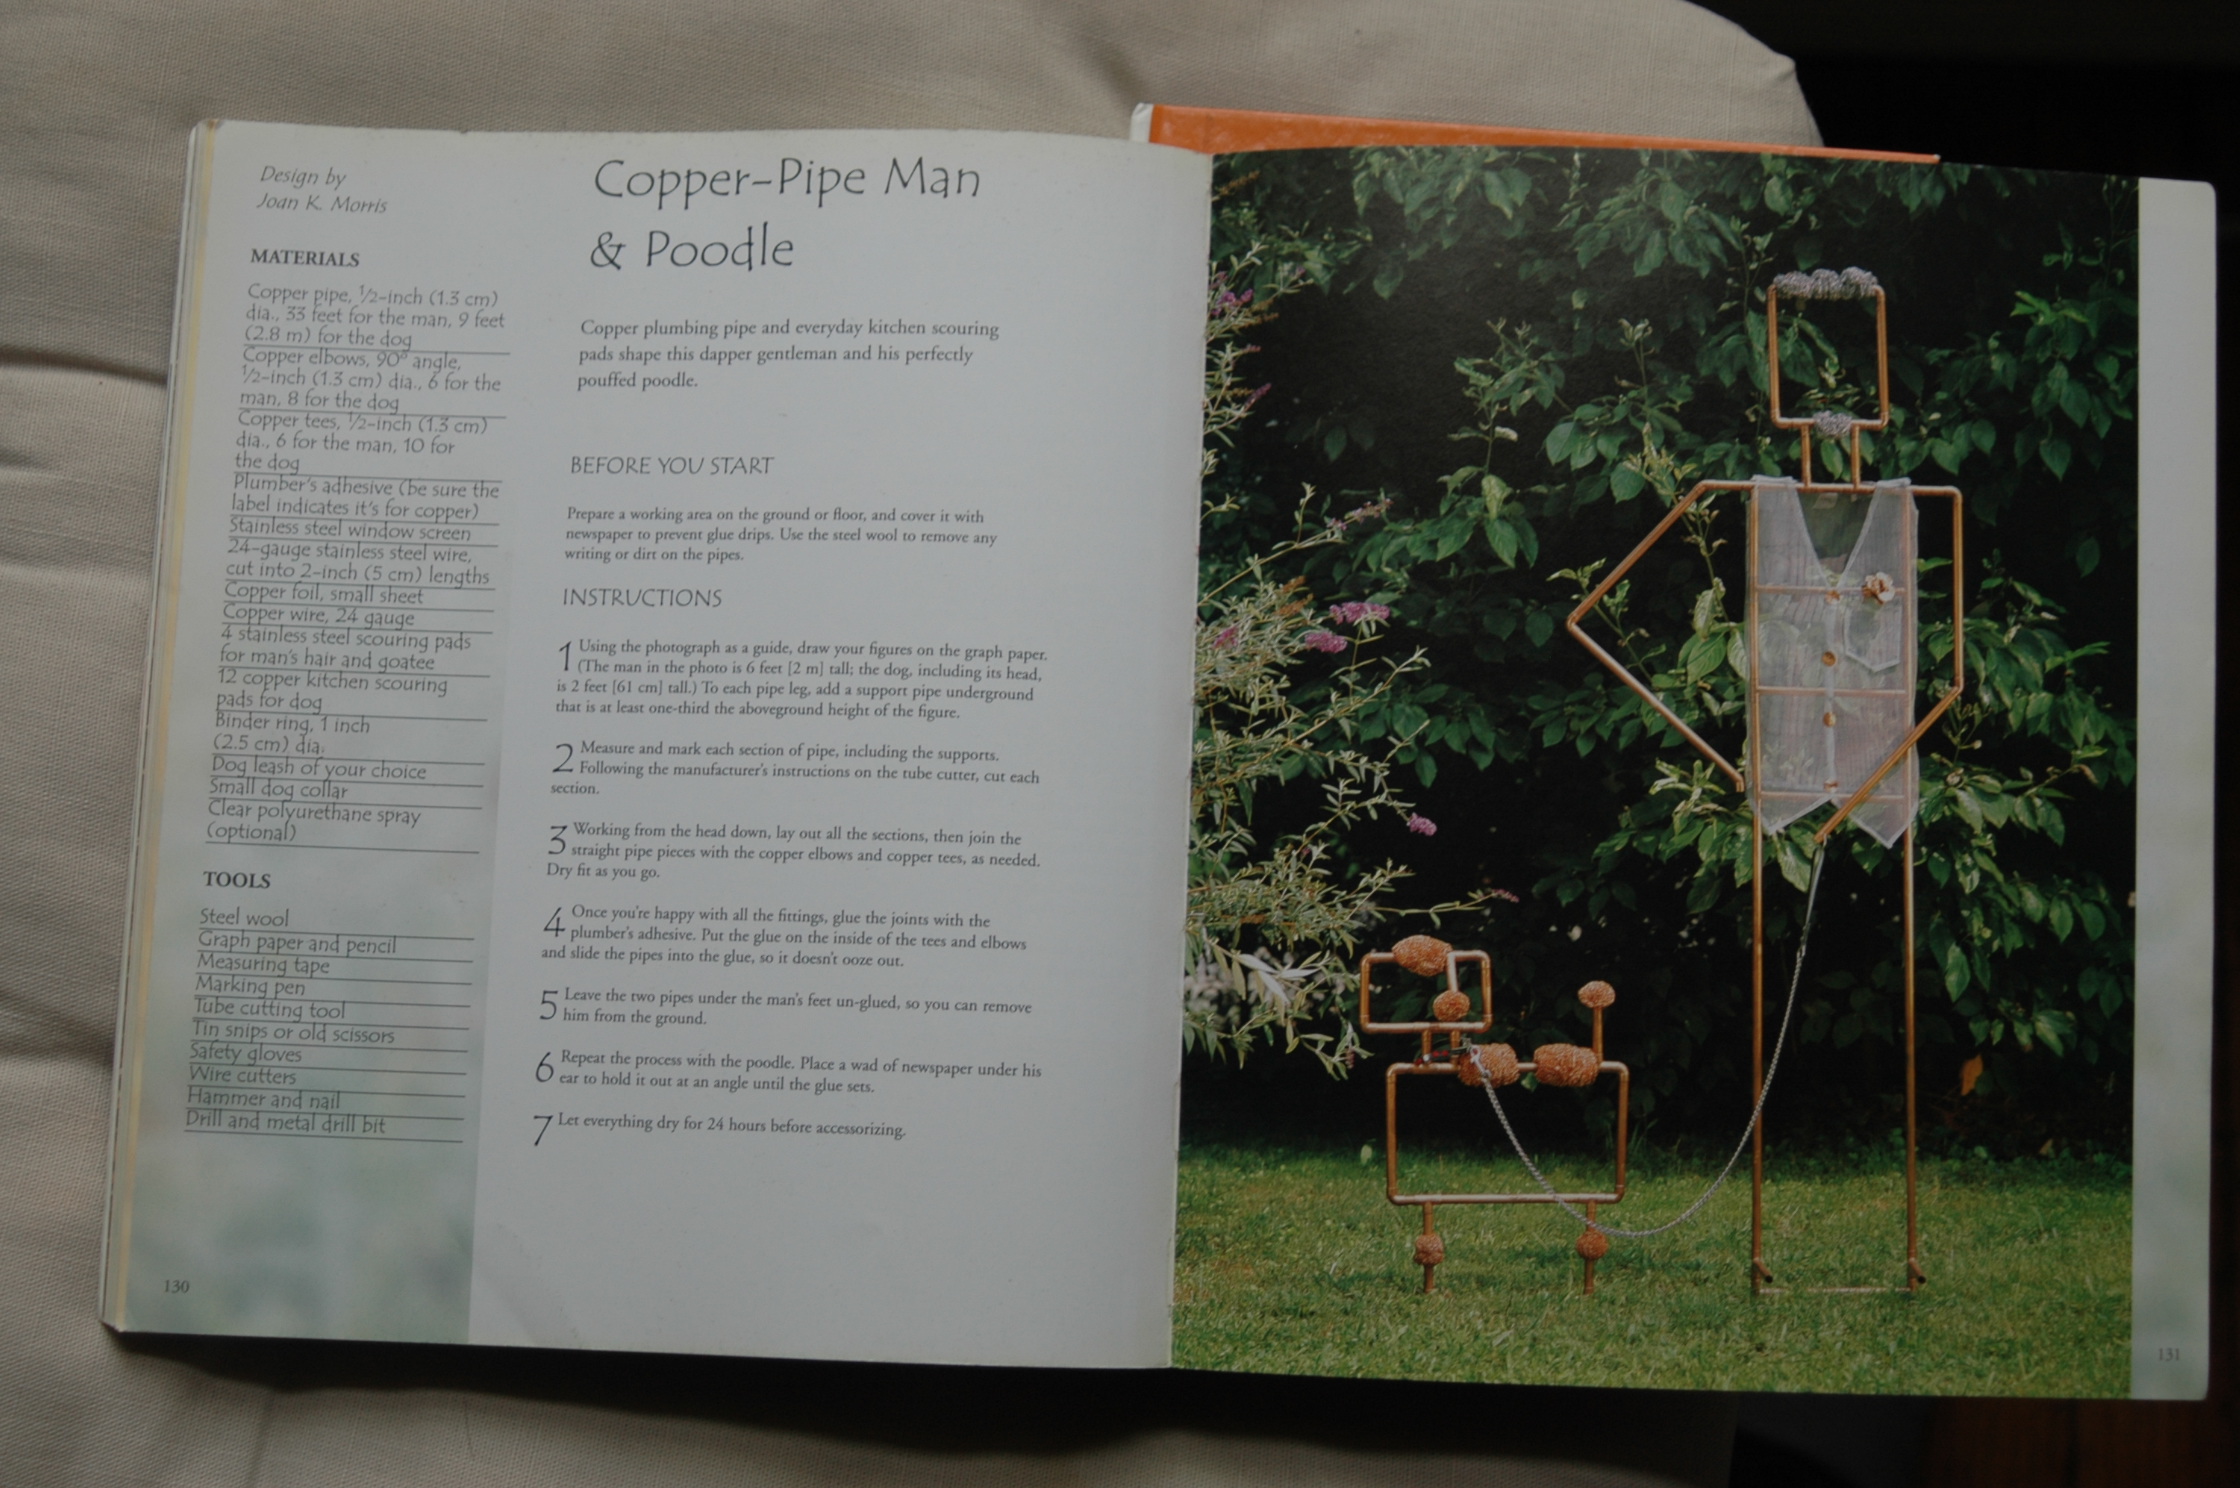 Design by
Joan K. Morris
MATERIALS
Copper pipe, 1/2-inch (1.3 cm)
dia., 33 feet for the man, 9 feet
(2.8 m) for the dog
Copper elbows, 90° angle,
1/2-inch (1.3 cm) dia., 6 for the
man, 8 for the dog
Copper tees, 1/2-inch (1.3 cm)
dia., 6 for the man, 10 for
the dog
Plumber's adhesive (be sure the
label indicates it's for copper)
Stainless steel window screen
24-gauge stainless steel wire,
cut into 2-inch (5 cm) lengths
Copper foil, small sheet
Copper wire, 24 gauge
4 stainless steel scouring pads
for man's hair and goatee
12 copper kitchen scouring
pads for dog
Binder ring, 1 inch
(2.5 cm) dia.
Dog leash of your choice
Small dog collar
Clear polyurethane spray
(optional)
TOOLS
Steel wool
Graph paper and pencil
Measuring tape
Marking pen
Tube cutting tool
Tin snips or old scissors
Safety gloves
Wire cutters
Hammer and nail
Drill and metal drill bit
130
Copper-Pipe Man
& Poodle
Copper plumbing pipe and everyday kitchen scouring
pads shape this dapper gentleman and his perfectly
pouffed poodle.
BEFORE YOU START
Prepare a working area on the ground or floor, and cover it with
newspaper to prevent glue drips. Use the steel wool to remove any
writing or dirt on the pipes.
INSTRUCTIONS
1 Using the photograph as a guide, draw your figures on the graph paper.
(The man in the photo is 6 feet [2 m] tall; the dog, including its head,
is 2 feet [61 cm] tall.) To each pipe leg, add a support pipe underground
that is at least one-third the aboveground height of the figure.
2 Measure and mark each section of pipe, including the supports.
Following the manufacturer's instructions on the tube cutter, cut each
section.
3 Working from the head down, lay out all the sections, then join the
straight pipe pieces with the copper elbows and copper tees, as needed.
Dry fit as you go.
4 Once you're happy with all the fittings, glue the joints with the
plumber's adhesive. Put the glue on the inside of the tees and elbows
and slide the pipes into the glue, so it doesn't ooze out.
5 Leave the two pipes under the man's feet un-glued, so you can remove
him from the ground.
6 Repeat the process with the poodle. Place a wad of newspaper under his
ear to hold it out at an angle until the glue sets.
7 Let everything dry for 24 hours before accessorizing.
131